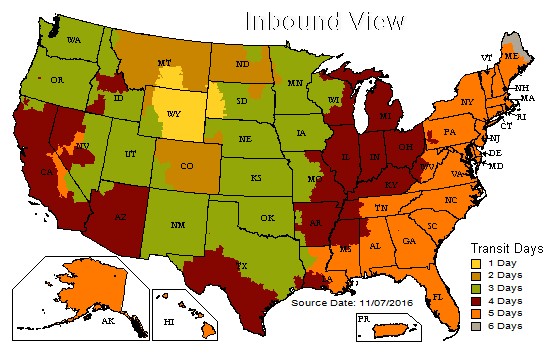 Inbound View
WA
OR
ID
MT
ND
MN
WI
MI
VT
ME
NH
MA
RI
CT
NY
NJ
DE
MD
PA
WY
SD
IA
IL
IN
OH
WV
VA
NV
UT
CO
NE
KS
MO
KY
TN
NC
SC
CA
AZ
NM
OK
AR
MS
AL
GA
TX
LA
FL
AK
HI
PR
Source Date: 11/07/2016
Transit Days
1 Day
2 Days
3 Days
4 Days
5 Days
6 Days